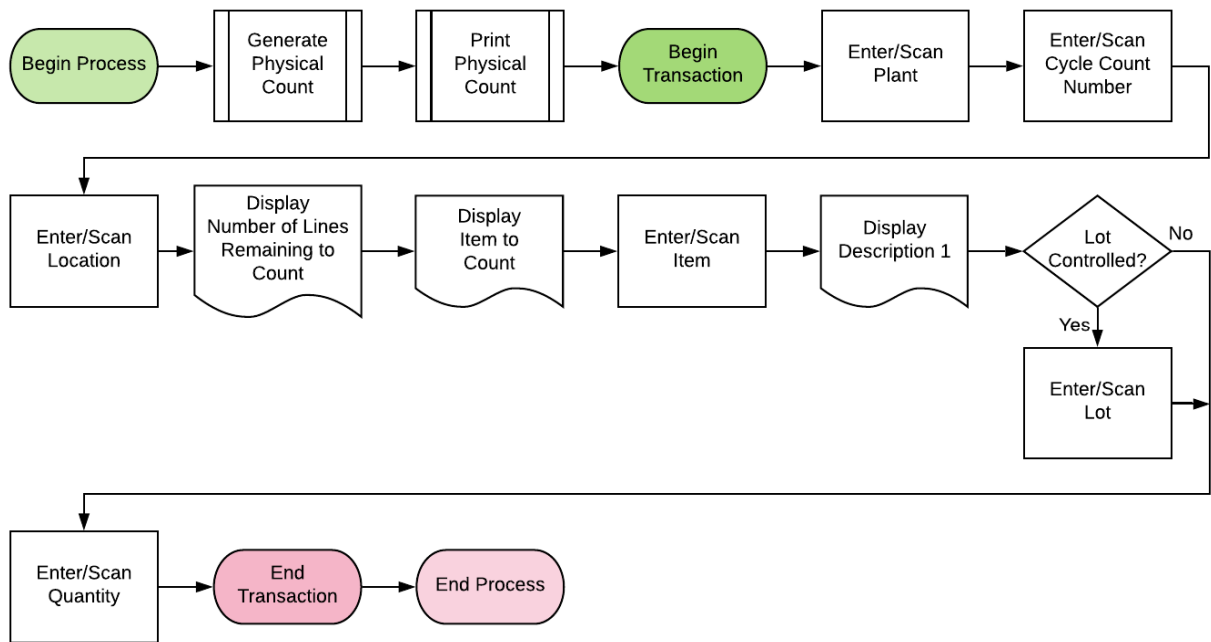 Begin Process
Generate
Physical
Count
Print
Physical
Count
Begin
Transaction
Enter/Scan
Plant
Enter/Scan
Cycle Count
Number
Enter/Scan
Location
Display
Number of Lines
Remaining to
Count
Display
Item to
Count
Enter/Scan
Item
Display
Description 1
Lot
Controlled?
No
Yes
Enter/Scan
Lot
Enter/Scan
Quantity
End
Transaction
End Process